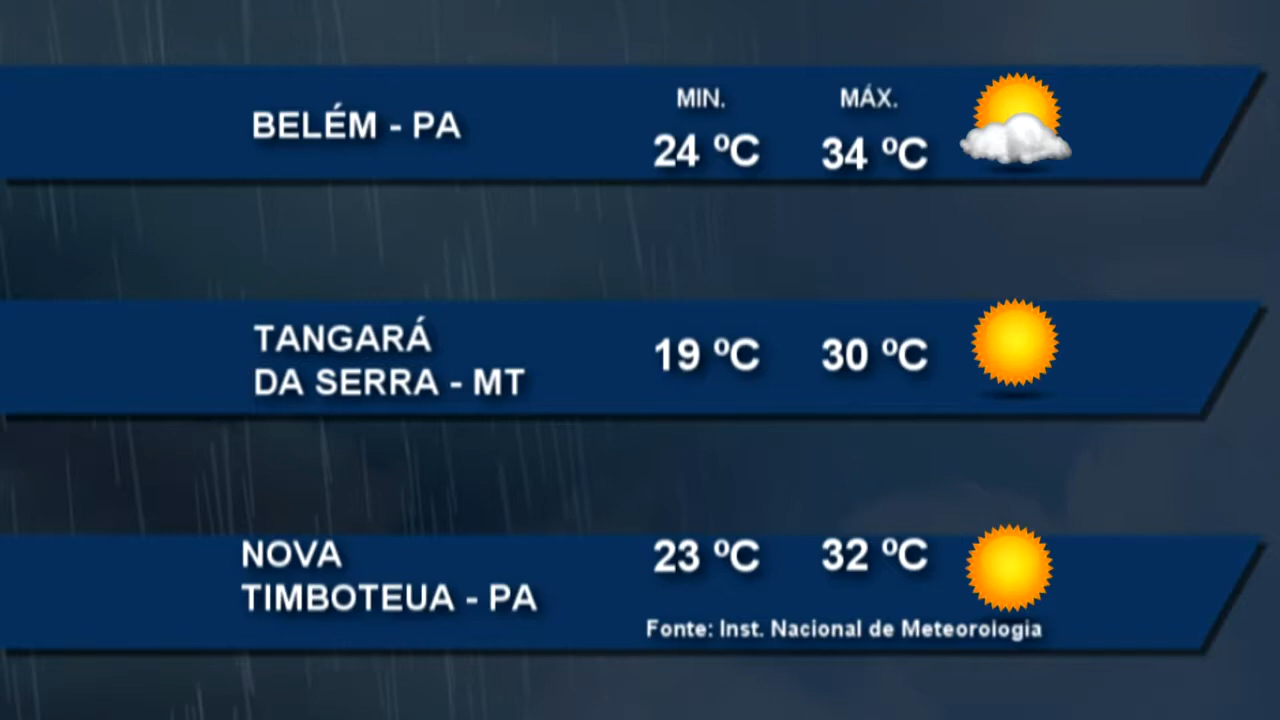 MIN. MÁX.
BELÉM - PA 24 ºC 34 ºC
TANGARÁ
DA SERRA - MT 19 ºC 30 ºC
NOVA
TIMBOTEUA - PA 23 ºC 32 ºC
Fonte: Inst. Nacional de Meteorologia